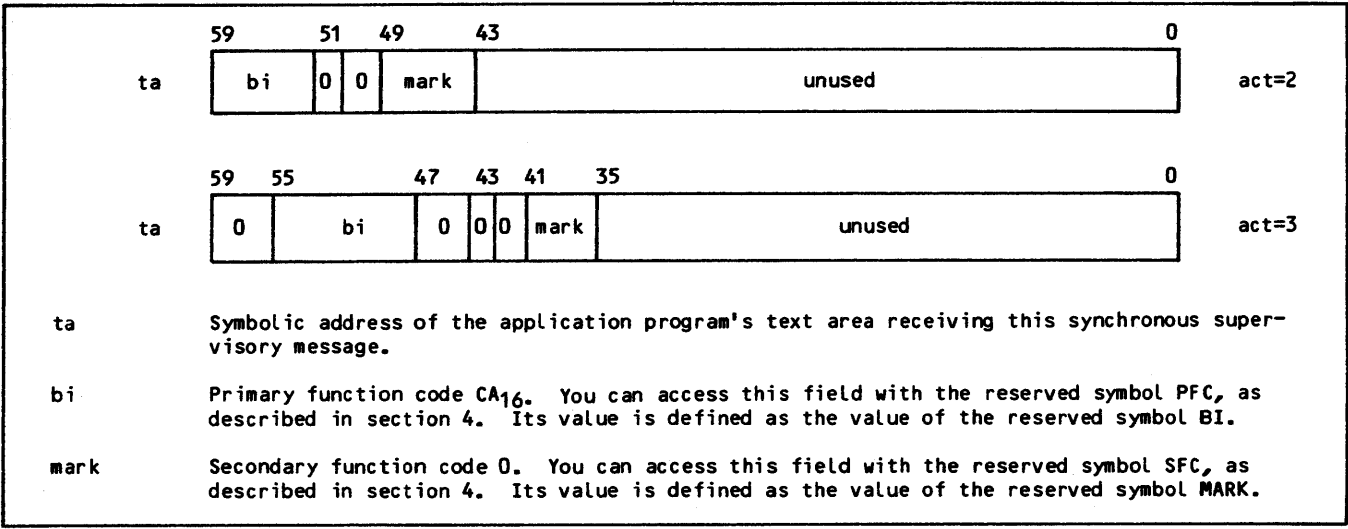 59 51 49 43 0
ta bi 0 0 mark unused act=2
59 55 47 43 41 35 0
ta 0 bi 0 0 0 mark unused act=3
ta Symbolic address of the application program's text area receiving this synchronous super-
visory message.
bi Primary function code CA16. You can access this field with the reserved symbol PFC, as
described in section 4. Its value is defined as the value of the reserved symbol BI.
mark Secondary function code 0. You can access this field with the reserved symbol SFC, as
described in section 4. Its value is defined as the value of the reserved symbol MARK.